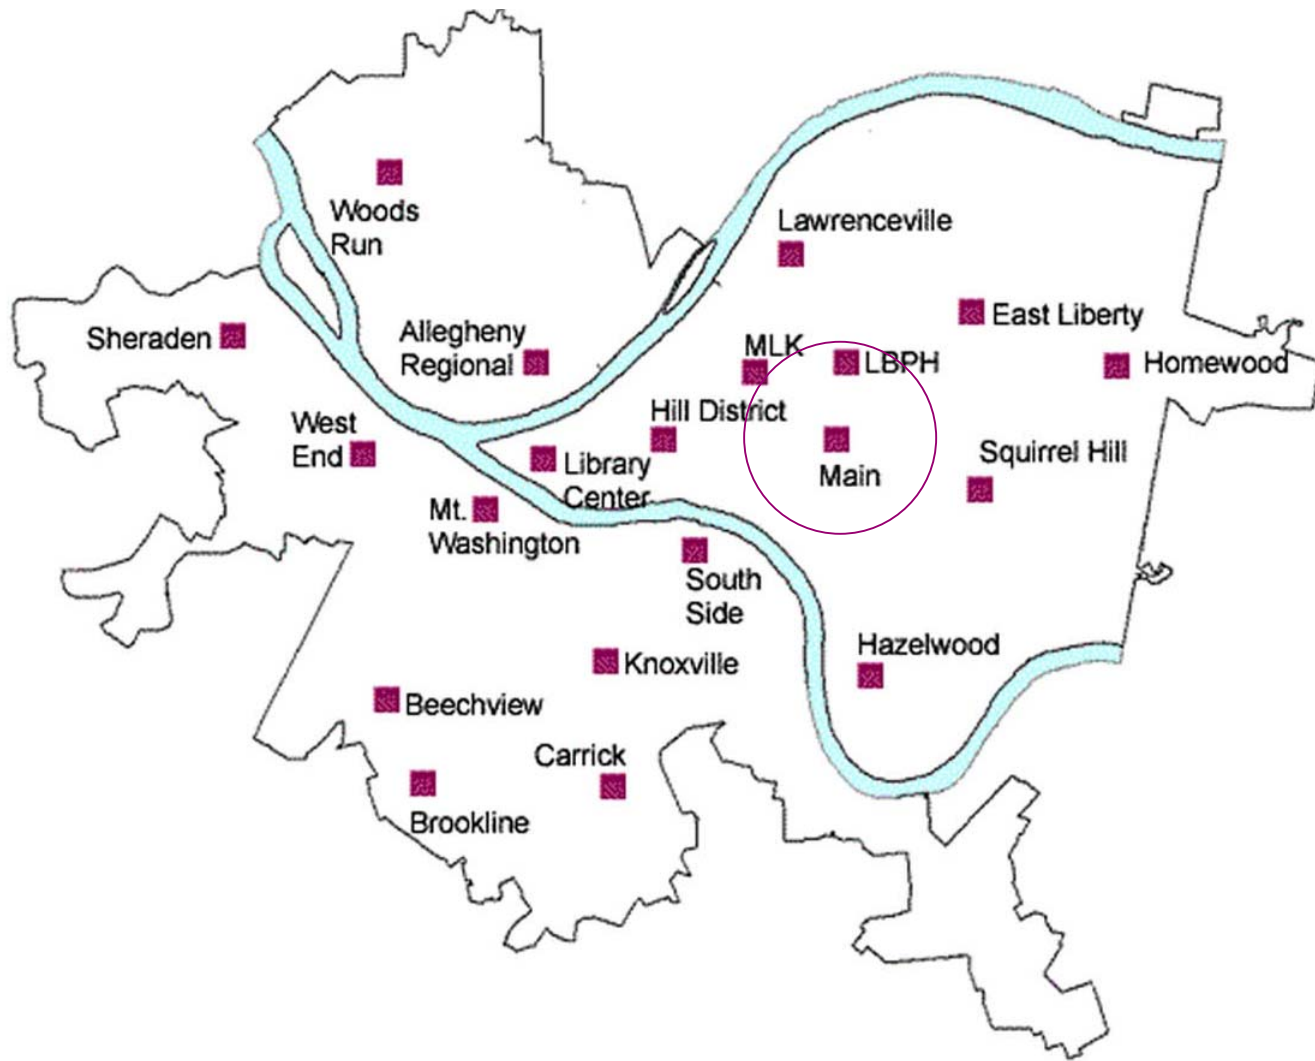 Woods
Run
Lawrenceville
East Liberty
Sheraden
Allegheny
Regional
MLK
LBPH
Homewood
Hill District
West
End
Library
Center
Main
Squirrel Hill
Mt.
Washington
South
Side
Hazelwood
Knoxville
Beechview
Carrick
Brookline